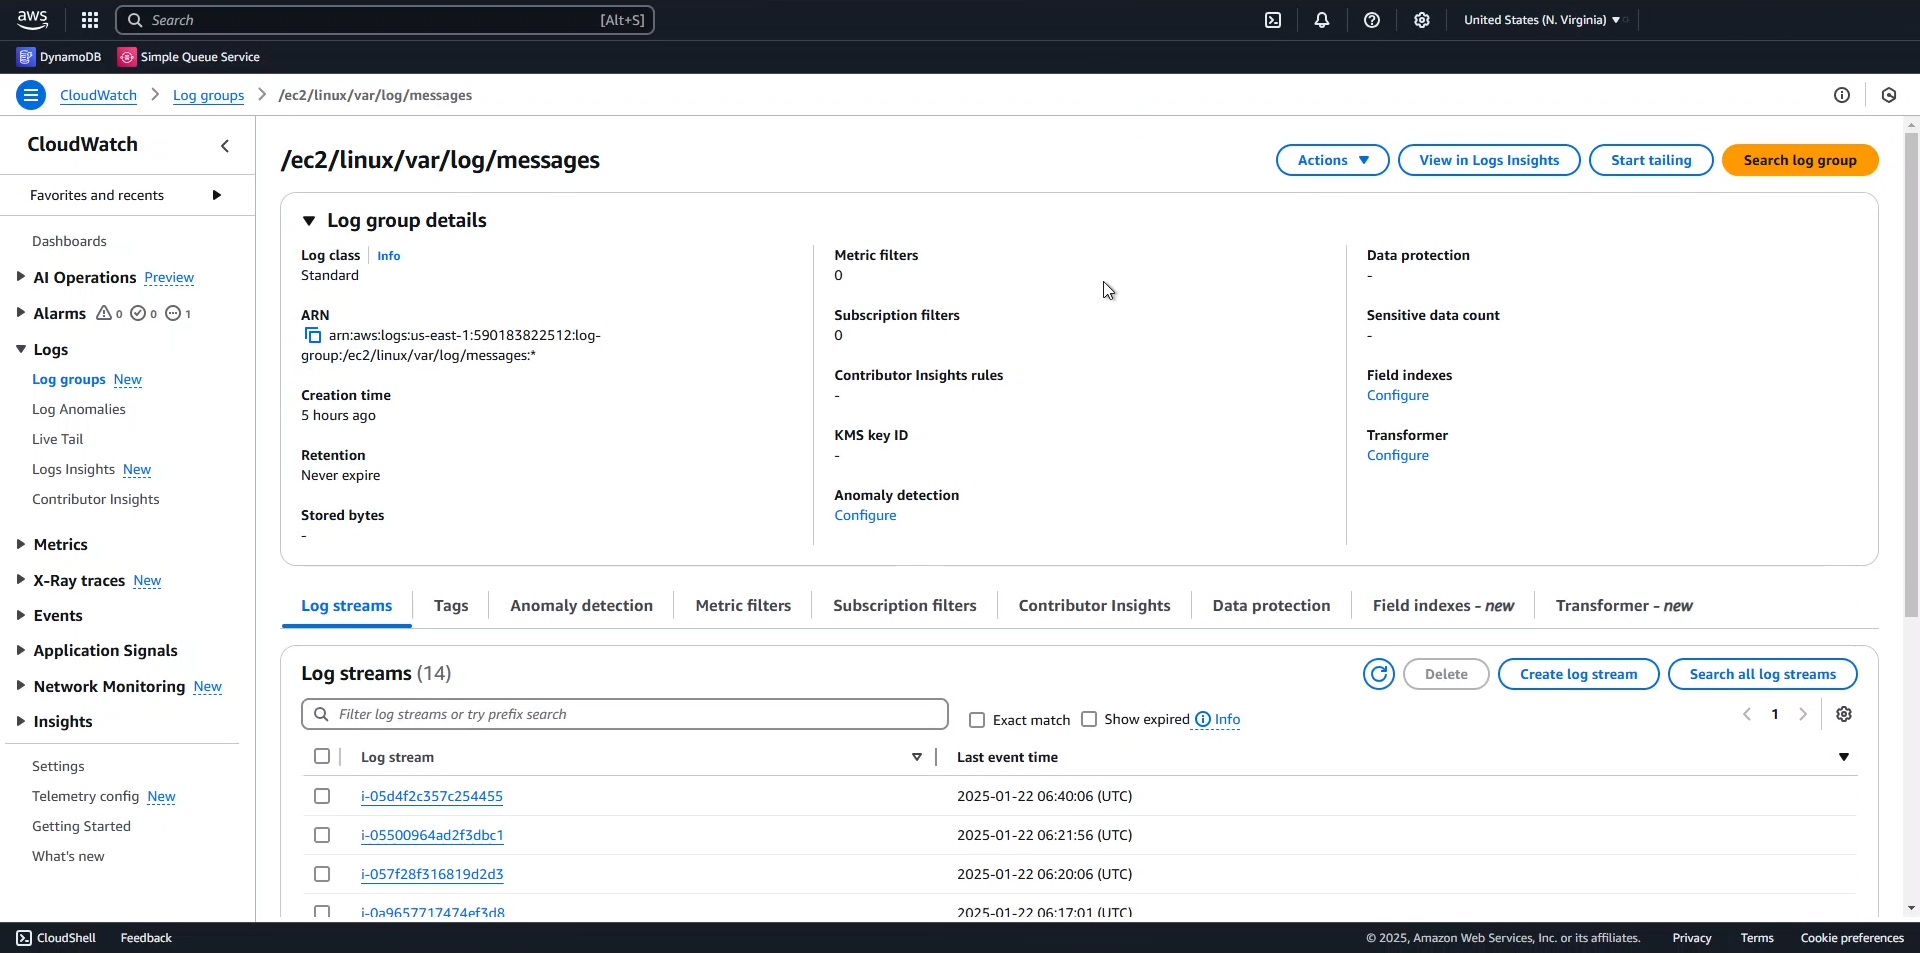 aws
Search [Alt+S]
United States (N. Virginia)
DynamoDB
Simple Queue Service
CloudWatch
Log groups
/ec2/linux/var/log/messages
CloudWatch
Favorites and recents
Dashboards
AI Operations Preview
Alarms 0 0 1
Logs
Log groups New
Log Anomalies
Live Tail
Logs Insights New
Contributor Insights
Metrics
X-Ray traces New
Events
Application Signals
Network Monitoring New
Insights
Settings
Telemetry config New
Getting Started
What's new
/ec2/linux/var/log/messages
Actions
View in Logs Insights
Start tailing
Search log group
Log group details
Log class Info
Standard
ARN
arn:aws:logs:us-east-1:590183822512:log-
group:/ec2/linux/var/log/messages:*
Creation time
5 hours ago
Retention
Never expire
Stored bytes
-
Metric filters
0
Subscription filters
0
Contributor Insights rules
-
KMS key ID
-
Anomaly detection
Configure
Data protection
-
Sensitive data count
-
Field indexes
Configure
Transformer
Configure
Log streams
Tags
Anomaly detection
Metric filters
Subscription filters
Contributor Insights
Data protection
Field indexes - new
Transformer - new
Log streams (14)
Delete
Create log stream
Search all log streams
Filter log streams or try prefix search
Exact match
Show expired
Info
1
Log stream
Last event time
i-05d4f2c357c254455 2025-01-22 06:40:06 (UTC)
i-05500964ad2f3dbc1 2025-01-22 06:21:56 (UTC)
i-057f28f316819d2d3 2025-01-22 06:20:06 (UTC)
i-0a9657717474ef3d8 2025-01-22 06:17:01 (UTC)
CloudShell
Feedback
© 2025, Amazon Web Services, Inc. or its affiliates.
Privacy
Terms
Cookie preferences